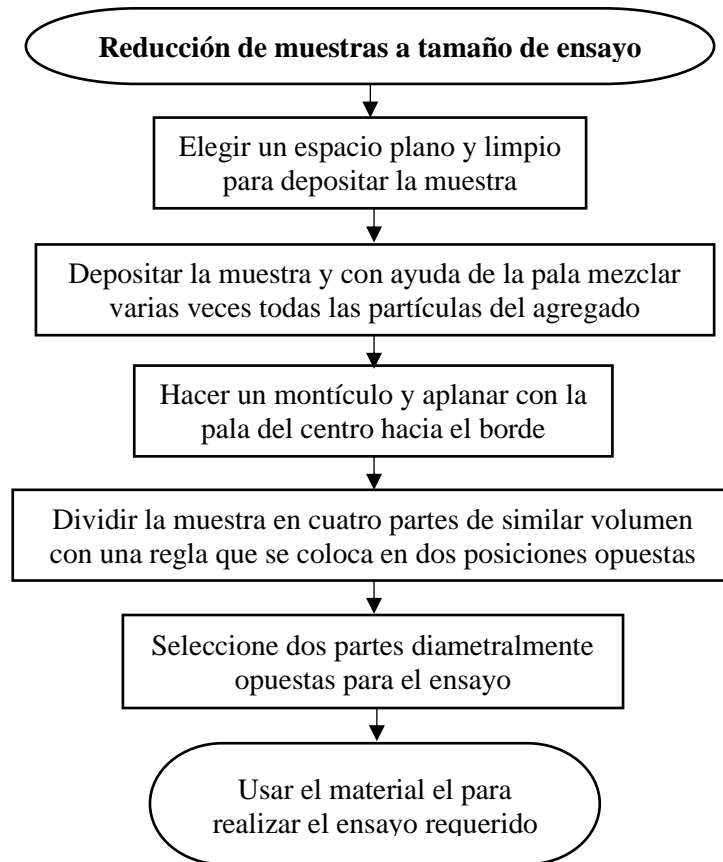 Reducción de muestras a tamaño de ensayo
Elegir un espacio plano y limpio
para depositar la muestra
Depositar la muestra y con ayuda de la pala mezclar
varias veces todas las partículas del agregado
Hacer un montículo y aplanar con la
pala del centro hacia el borde
Dividir la muestra en cuatro partes de similar volumen
con una regla que se coloca en dos posiciones opuestas
Seleccione dos partes diametralmente
opuestas para el ensayo
Usar el material el para
realizar el ensayo requerido